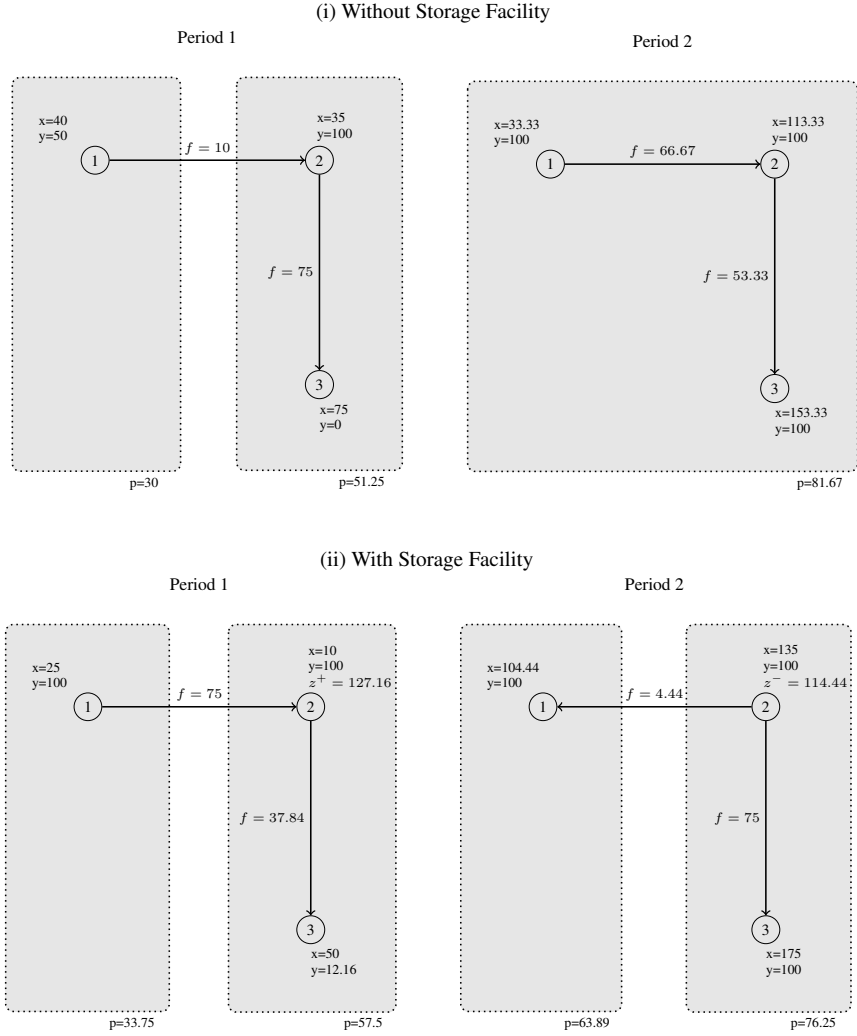 (i) Without Storage Facility
Period 1
Period 2
x=40
y=50
x=35
y=100
x=33.33
y=100
x=113.33
y=100
1
f = 10
2
1
f = 66.67
2
f = 75
f = 53.33
3
3
x=75
y=0
x=153.33
y=100
p=30
p=51.25
p=81.67
(ii) With Storage Facility
Period 1
Period 2
x=25
y=100
x=10
y=100
z⁺ = 127.16
x=104.44
y=100
x=135
y=100
z⁻ = 114.44
1
f = 75
2
1
f = 4.44
2
f = 37.84
f = 75
3
3
x=50
y=12.16
x=175
y=100
p=33.75
p=57.5
p=63.89
p=76.25